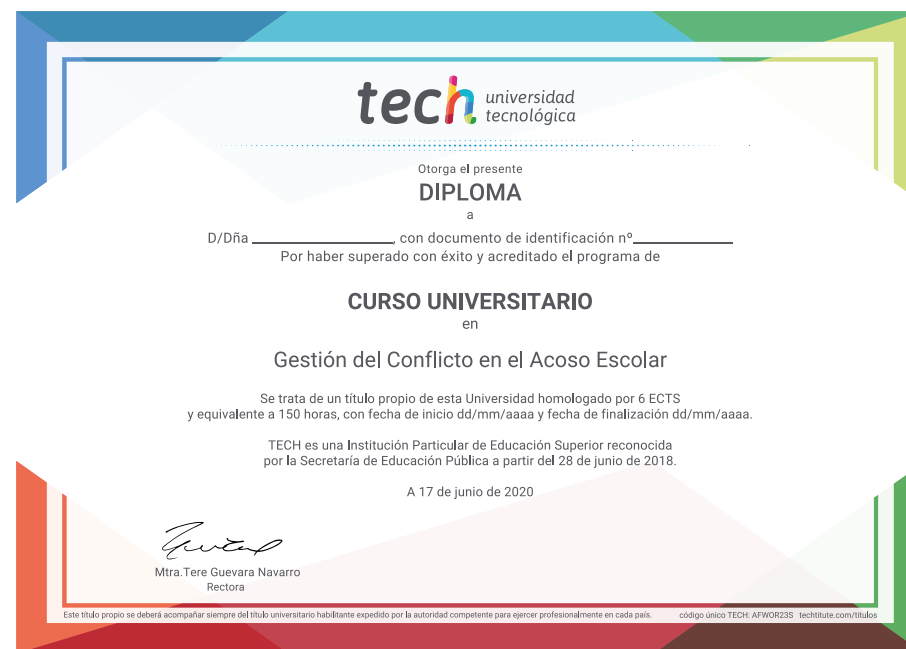 tech universidad
tecnológica
Otorga el presente
DIPLOMA
a
D/Dña ____________________, con documento de identificación nº______________
Por haber superado con éxito y acreditado el programa de
CURSO UNIVERSITARIO
en
Gestión del Conflicto en el Acoso Escolar
Se trata de un título propio de esta Universidad homologado por 6 ECTS
y equivalente a 150 horas, con fecha de inicio dd/mm/aaaa y fecha de finalización dd/mm/aaaa.
TECH es una Institución Particular de Educación Superior reconocida
por la Secretaría de Educación Pública a partir del 28 de junio de 2018.
A 17 de junio de 2020
Mtra.Tere Guevara Navarro
Rectora
Este título propio se deberá acompañar siempre del título universitario habilitante expedido por la autoridad competente para ejercer profesionalmente en cada país. código único TECH: AFWOR23S techtitute.com/titulos